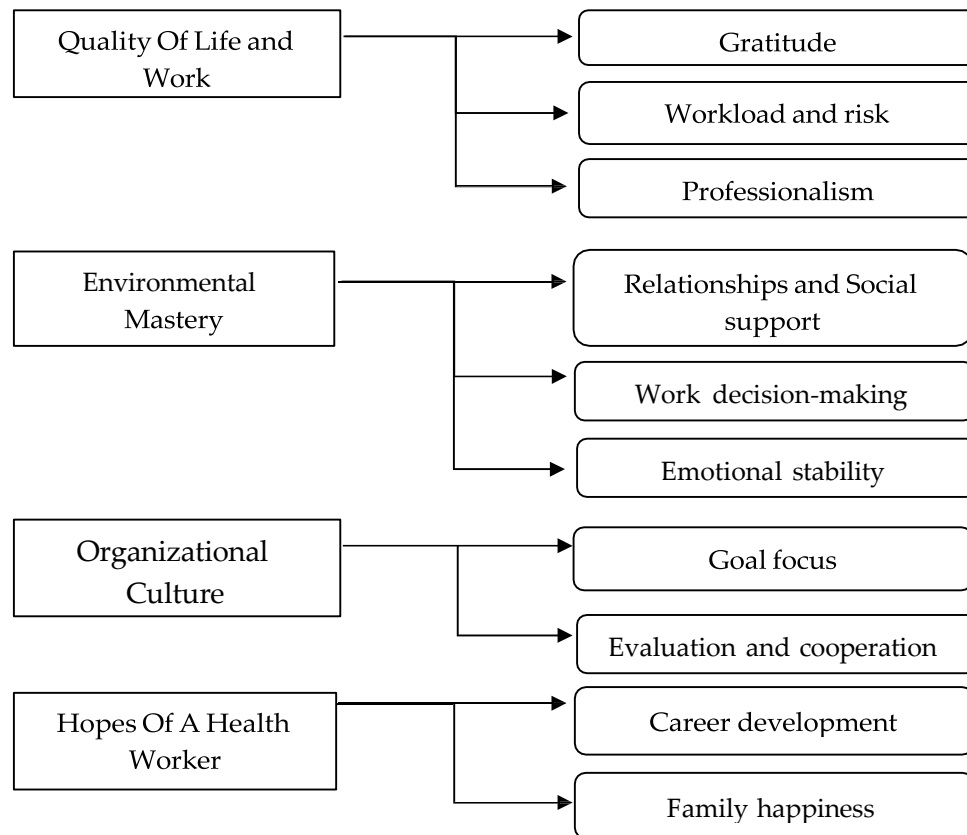 Quality Of Life and
Work
Gratitude
Workload and risk
Professionalism
Environmental
Mastery
Relationships and Social
support
Work decision-making
Emotional stability
Organizational
Culture
Goal focus
Evaluation and cooperation
Hopes Of A Health
Worker
Career development
Family happiness